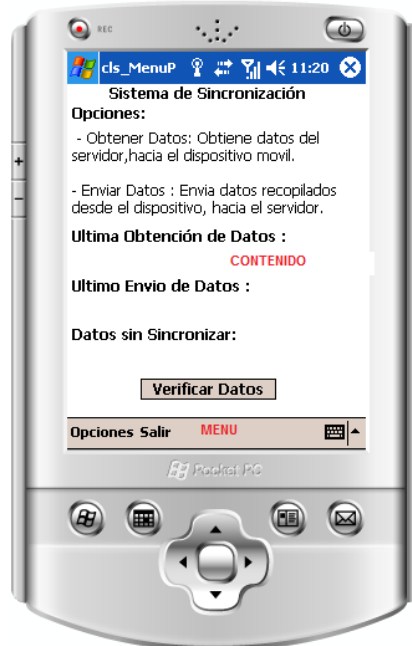 REC
cls_MenuP 11:20
Sistema de Sincronización
Opciones:
- Obtener Datos: Obtiene datos del
servidor,hacia el dispositivo movil.
- Enviar Datos : Envia datos recopilados
desde el dispositivo, hacia el servidor.
Ultima Obtención de Datos :
CONTENIDO
Ultimo Envio de Datos :
Datos sin Sincronizar:
Verificar Datos
Opciones Salir MENU
Pocket PC